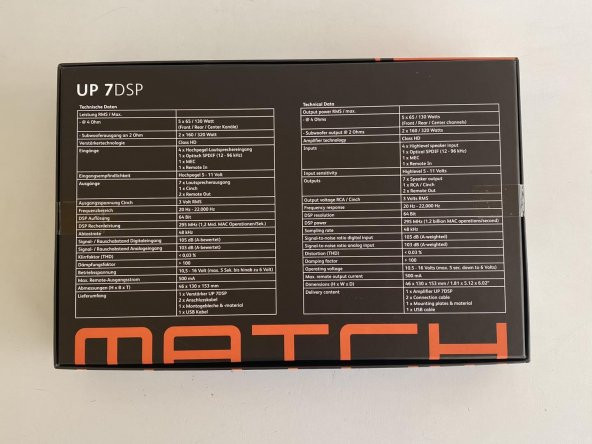 UP 7DSP
Technische Daten
Leistung RMS / Max.
- @ 4 Ohm 5 x 65 / 130 Watt
(Front / Rear / Center Kanäle)
- Subwooferausgang an 2 Ohm 2 x 160 / 320 Watt
Verstärkertechnologie Class HD
Eingänge 4 x Hochpegel-Lautsprechereingang
1 x Optisch SPDIF (12 - 96 kHz)
1 x MEC
1 x Remote In
Eingangsempfindlichkeit Hochpegel 5 - 11 Volt
Ausgänge 7 x Lautsprecherausgang
1 x Cinch
2 x Remote Out
Ausgangsspannung Cinch 3 Volt RMS
Frequenzbereich 20 Hz - 22.000 Hz
DSP-Auflösung 64 Bit
DSP Rechenleistung 295 MHz (1,2 Mrd. MAC Operationen/Sek.)
Abtastrate 48 kHz
Signal- / Rauschabstand Digitaleingang 105 dB (A-bewertet)
Signal- / Rauschabstand Analogeingang 103 dB (A-bewertet)
Klirrfaktor (THD) < 0,03 %
Dämpfungsfaktor > 100
Betriebsspannung 10,5 - 16 Volt (max. 5 Sek. bis hinab zu 6 Volt)
Max. Remote-Ausgangsstrom 500 mA
Abmessungen (H x B x T) 46 x 130 x 153 mm
Lieferumfang 1 x Verstärker UP 7DSP
2 x Anschlusskabel
1 x Montagebleche & -material
1 x USB Kabel
Technical Data
Output power RMS / max.
- @ 4 Ohms 5 x 65 / 130 Watts
(Front / Rear / Center channels)
- Subwoofer output @ 2 Ohms 2 x 160 / 320 Watts
Amplifier technology Class HD
Inputs 4 x Highlevel speaker input
1 x Optical SPDIF (12 - 96 kHz)
1 x MEC
1 x Remote In
Input sensitivity Highlevel 5 - 11 Volts
Outputs 7 x Speaker output
1 x RCA / Cinch
2 x Remote Out
Output voltage RCA / Cinch 3 Volts RMS
Frequency response 20 Hz - 22,000 Hz
DSP resolution 64 Bit
DSP power 295 MHz (1.2 billion MAC operations/second)
Sampling rate 48 kHz
Signal-to-noise ratio digital input 105 dB (A-weighted)
Signal-to-noise ratio analog input 103 dB (A-weighted)
Distortion (THD) < 0.03 %
Damping factor > 100
Operating voltage 10.5 - 16 Volts (max. 5 sec. down to 6 Volts)
Max. remote output current 500 mA
Dimensions (H x W x D) 46 x 130 x 153 mm / 1.81 x 5.12 x 6.02"
Delivery content 1 x Amplifier UP 7DSP
2 x Connection cable
1 x Mounting plates & material
1 x USB cable
MATCH